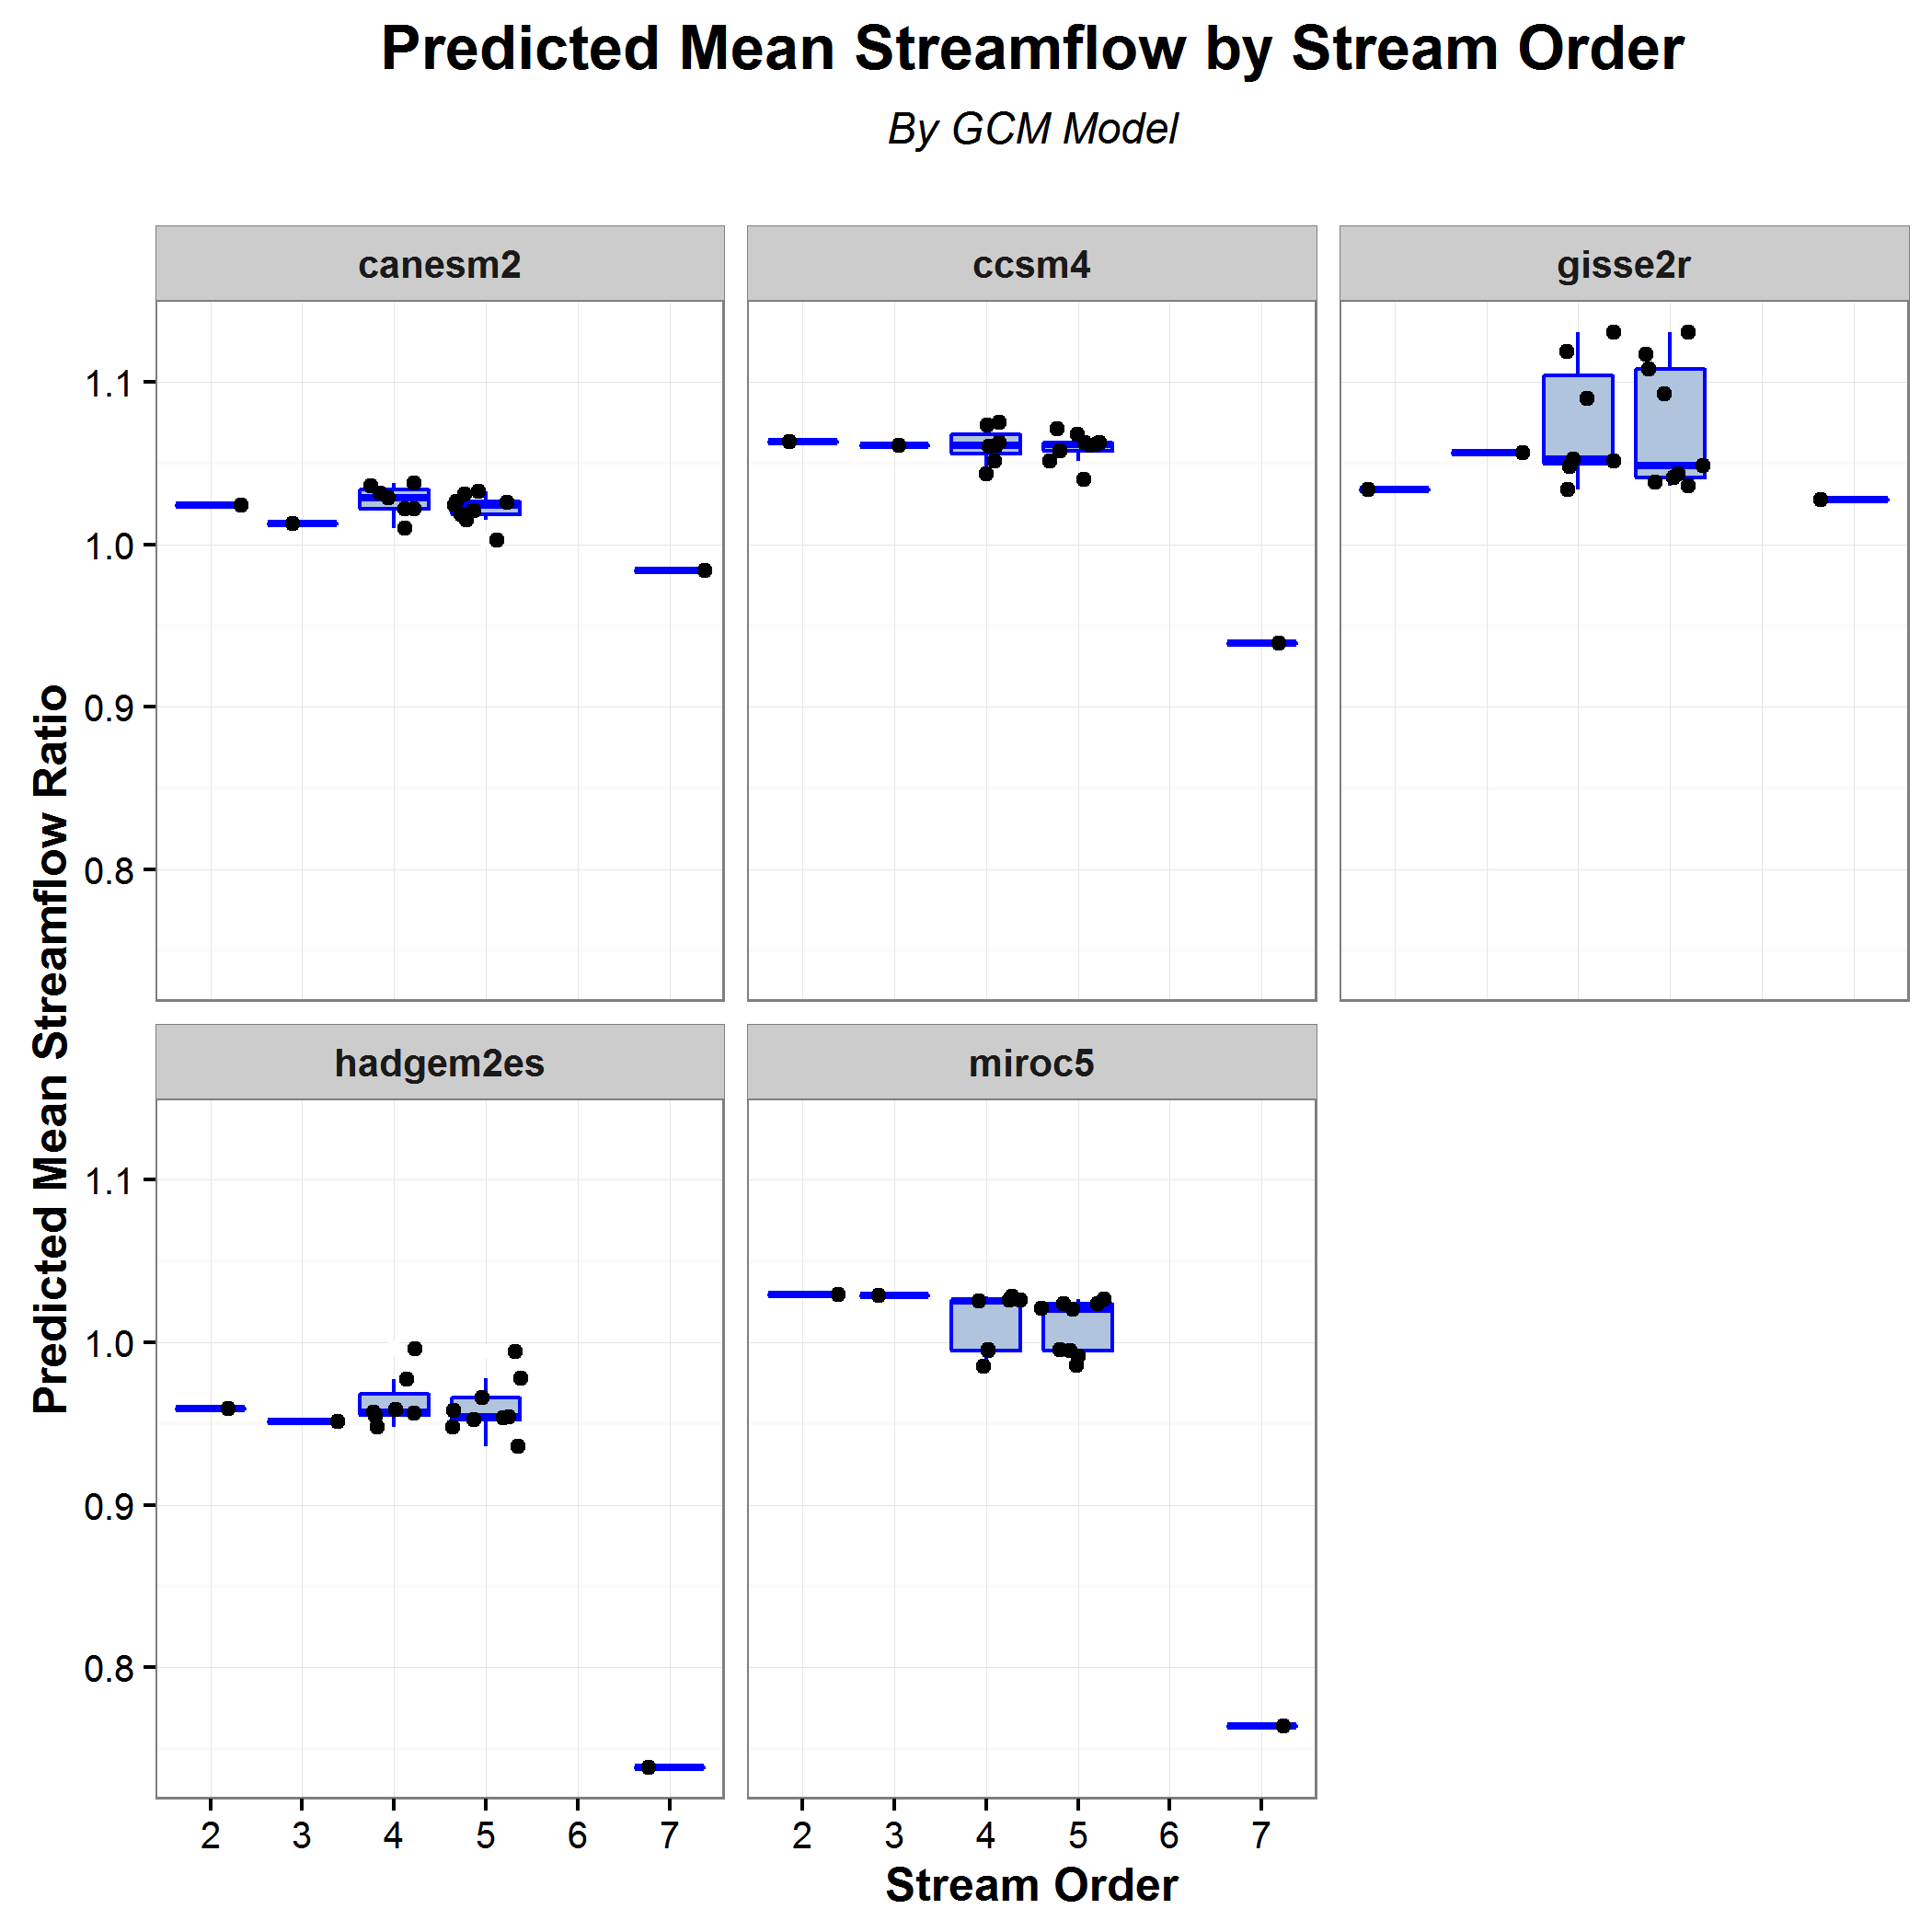 Predicted Mean Streamflow by Stream Order
By GCM Model
canesm2
ccsm4
gisse2r
1.1
1.0
0.9
0.8
Predicted Mean Streamflow Ratio
hadgem2es
miroc5
1.1
1.0
0.9
0.8
2 3 4 5 6 7
2 3 4 5 6 7
Stream Order